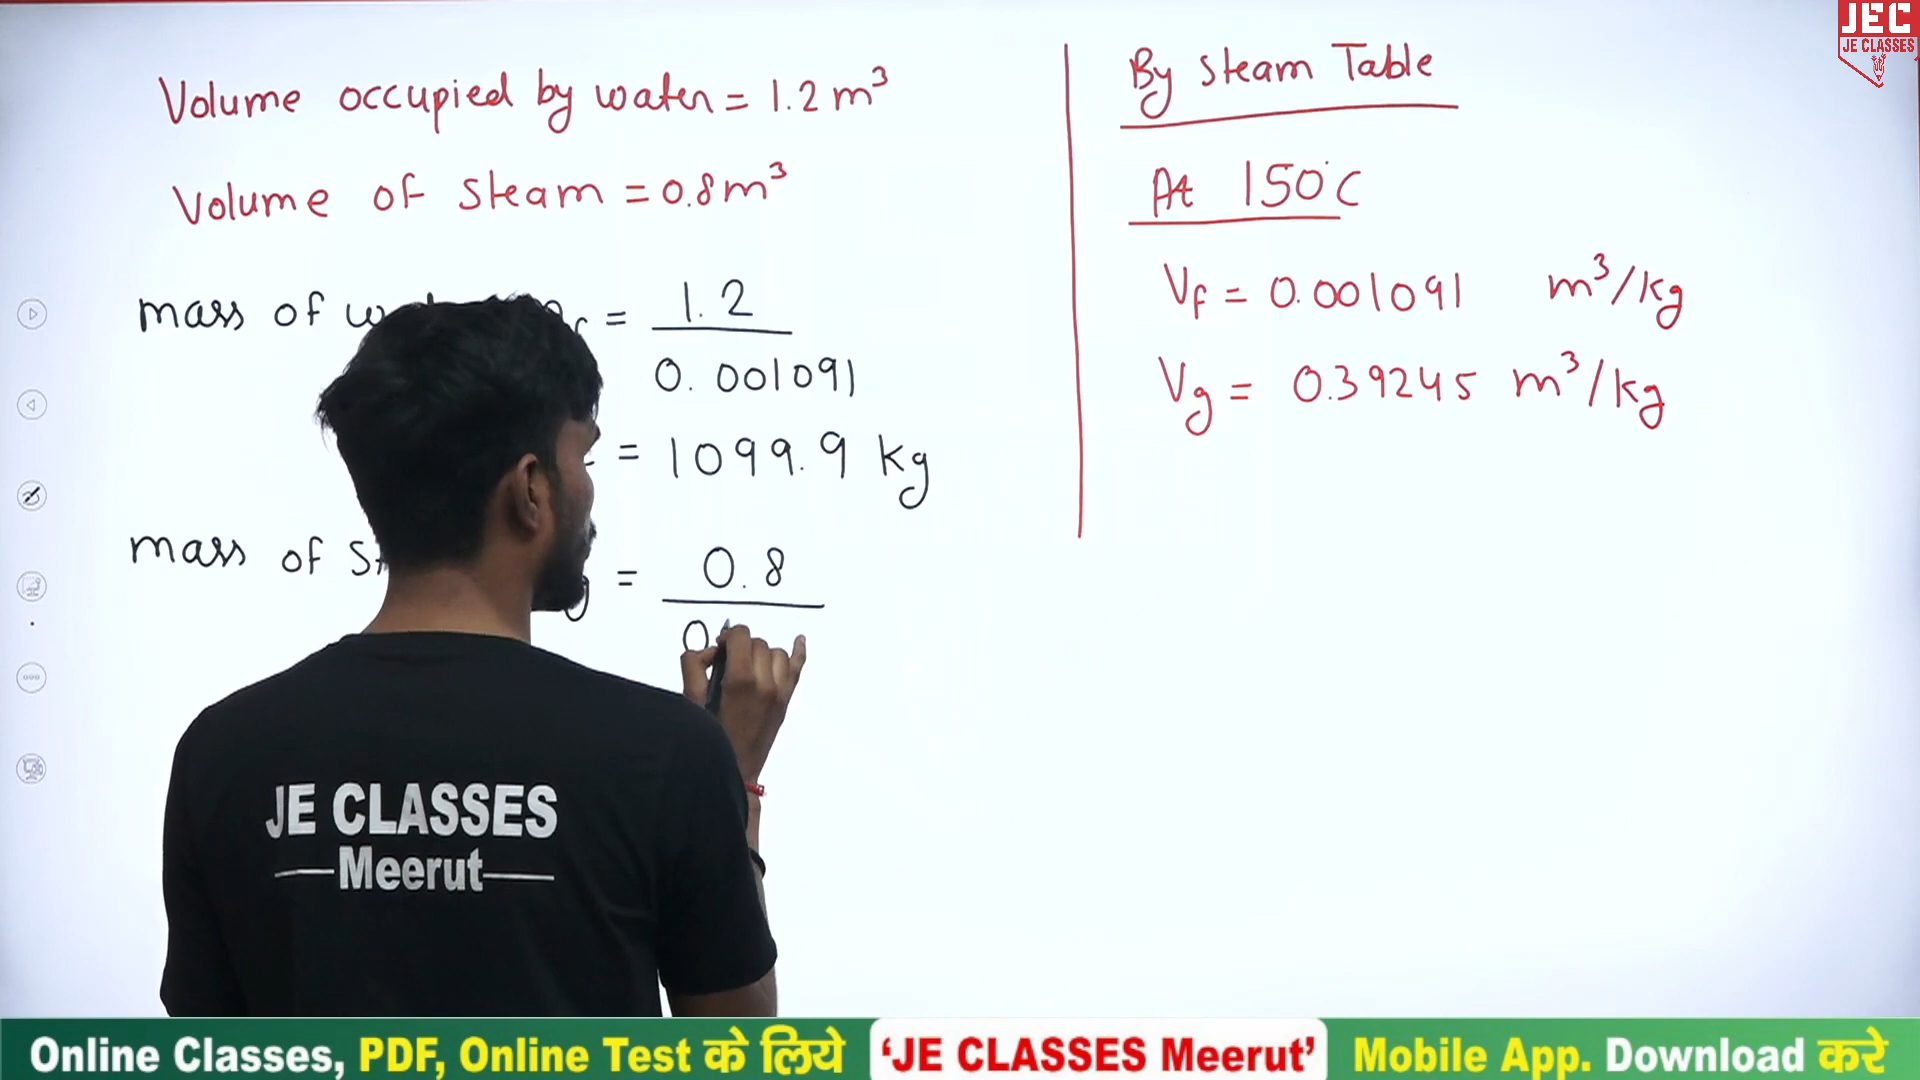 JEC
JE CLASSES
Volume occupied by water = 1.2 m³
Volume of steam = 0.8 m³
mass of = 1.2 / 0.001091
= 1099.9 kg
mass of = 0.8 / 0
By Steam Table
At 150°C
Vf = 0.001091 m³/kg
Vg = 0.39245 m³/kg
JE CLASSES
Meerut
Online Classes, PDF, Online Test के लिये 'JE CLASSES Meerut' Mobile App. Download करे